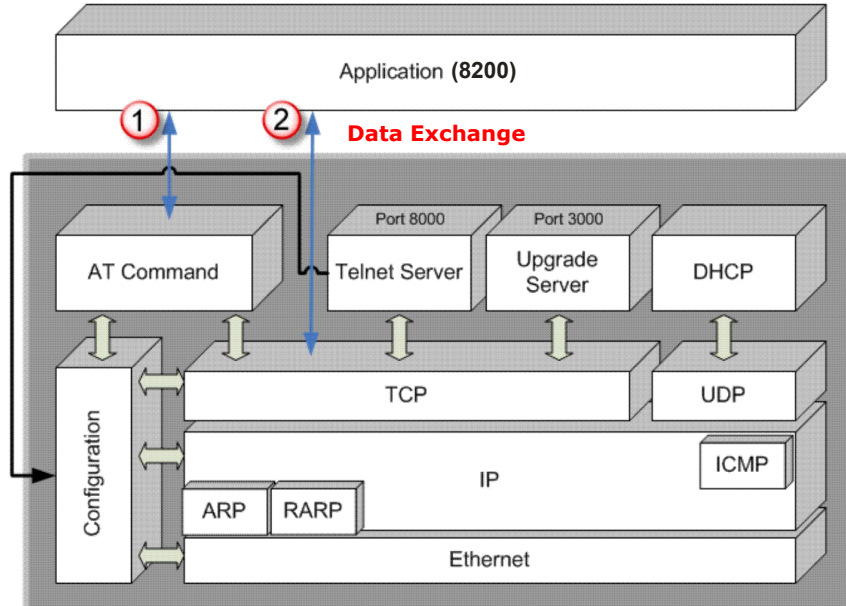 Application (8200)
1
2
Data Exchange
Port 8000
Port 3000
AT Command
Telnet Server
Upgrade
Server
DHCP
Configuration
TCP
UDP
IP
ICMP
ARP
RARP
Ethernet